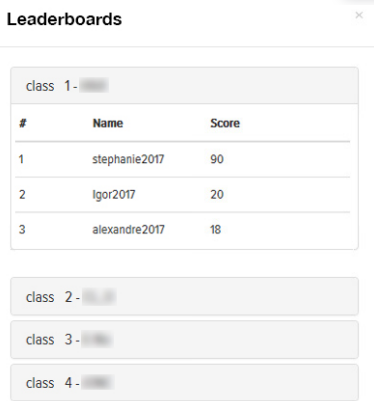 Leaderboards ×
class 1 -
# Name Score
1 stephanie2017 90
2 Igor2017 20
3 alexandre2017 18
class 2 -
class 3 -
class 4 -